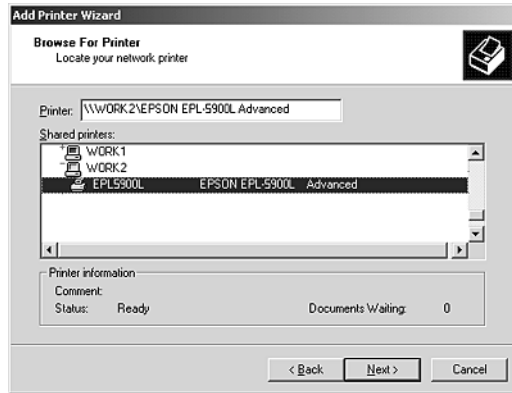 Add Printer Wizard
Browse For Printer
Locate your network printer
Printer: \\WORK2\EPSON EPL-5900L Advanced
Shared printers:
WORK1
WORK2
EPL5900L EPSON EPL-5900L Advanced
Printer information
Comment:
Status: Ready Documents Waiting: 0
< Back Next > Cancel